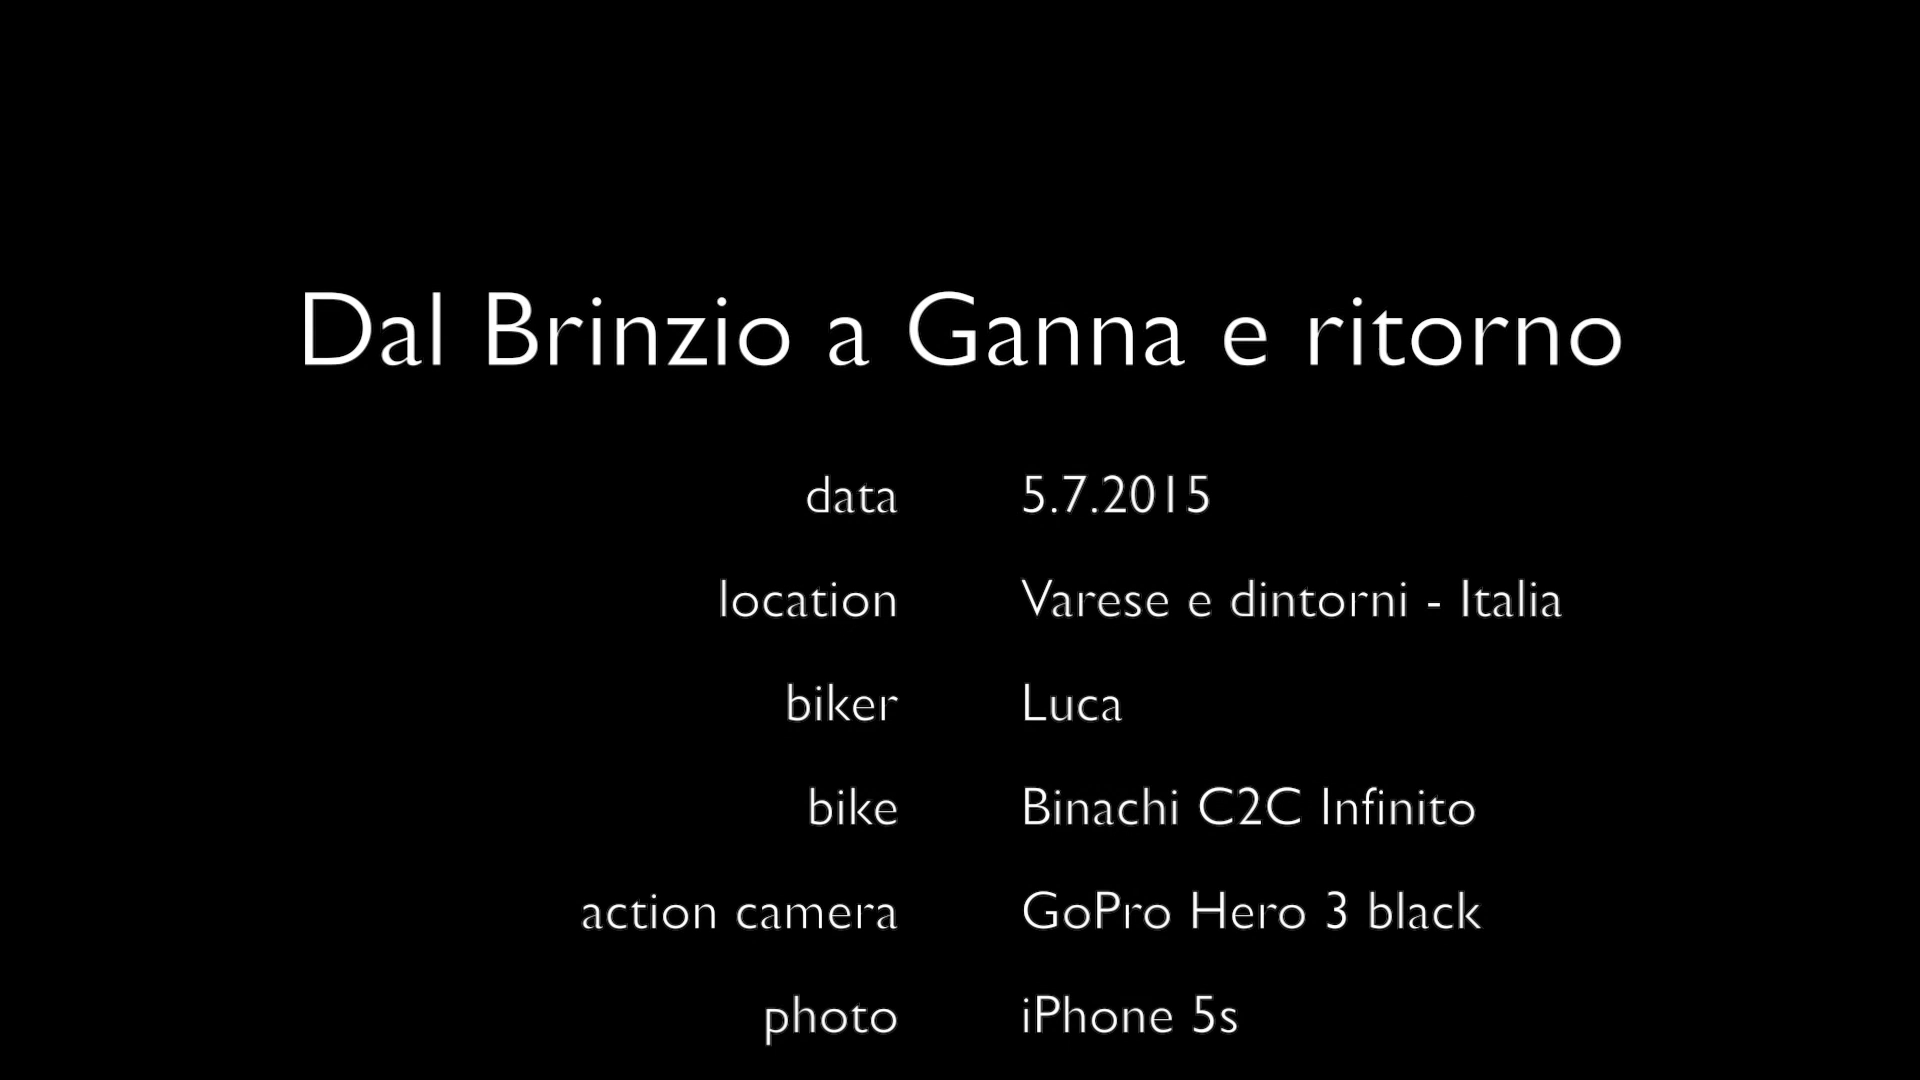 Dal Brinzio a Ganna e ritorno
data 5.7.2015
location Varese e dintorni - Italia
biker Luca
bike Binachi C2C Infinito
action camera GoPro Hero 3 black
photo iPhone 5s